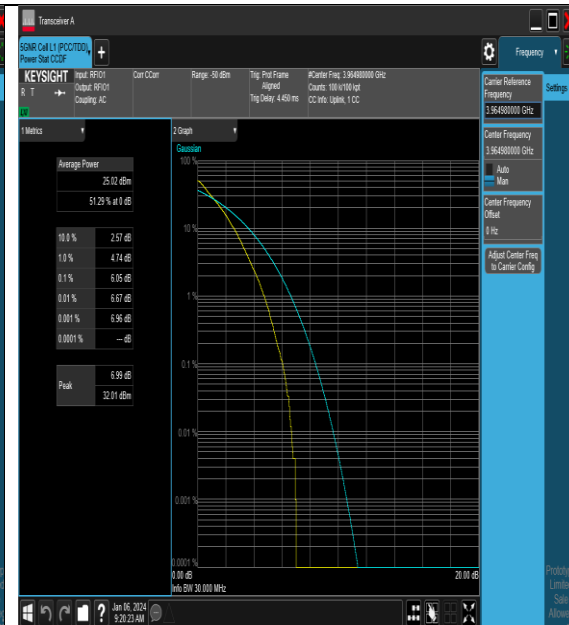 Transceiver A
5GNR Cell L1 (PCC/TDD)
Power Stat CCDF
+
Frequency
KEYSIGHT
R T
LV
Input: RFIO1
Output: RFIO1
Coupling: AC
Corr CCorr
Range: -50 dBm
Trig: Prot Frame
Aligned
Trig Delay: 4.450 ms
#Center Freq: 3.964980000 GHz
Counts: 100 k/100 kpt
CC Info: Uplink, 1 CC
Carrier Reference
Frequency
3.964980000 GHz
Settings
Center Frequency
3.964980000 GHz
Auto
Man
Center Frequency
Offset
0 Hz
Adjust Center Freq
to Carrier Config
1 Metrics
Average Power
25.02 dBm
51.29 % at 0 dB
10.0 % 2.57 dB
1.0 % 4.74 dB
0.1 % 6.05 dB
0.01 % 6.67 dB
0.001 % 6.96 dB
0.0001 % --- dB
Peak
6.99 dB
32.01 dBm
2 Graph
Gaussian
100 %
10 %
1 %
0.1 %
0.01 %
0.001 %
0.0001 %
0.00 dB
20.00 dB
Info BW 30.000 MHz
?
Jan 06, 2024
9:20:23 AM